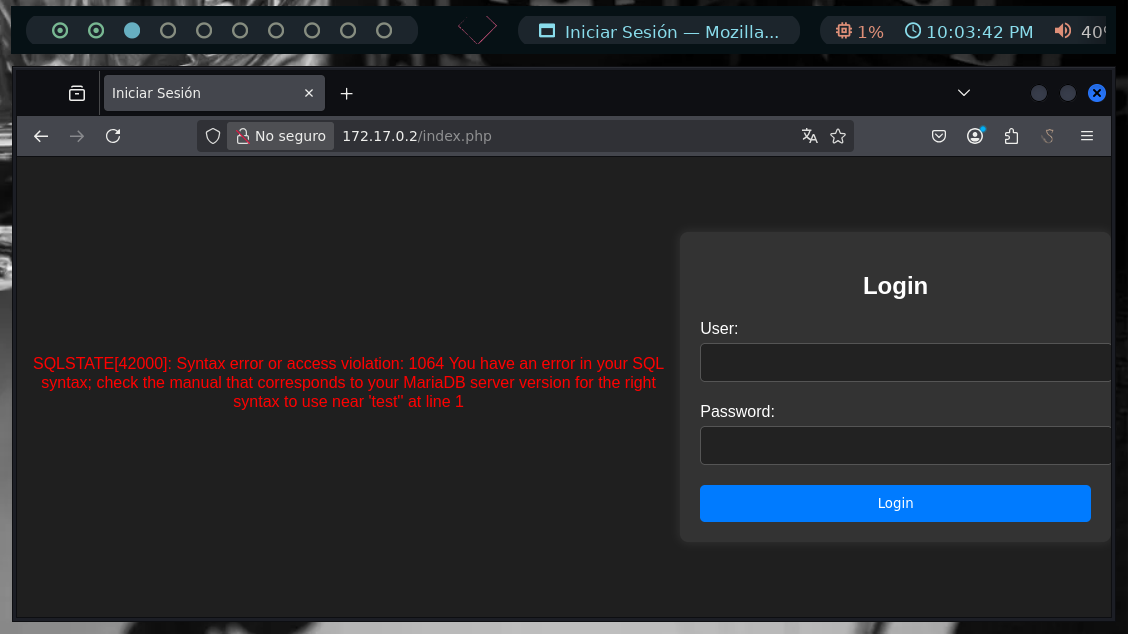 Iniciar Sesión — Mozilla...
1%
10:03:42 PM
Iniciar Sesión
No seguro
172.17.0.2/index.php
Login
User:
SQLSTATE[42000]: Syntax error or access violation: 1064 You have an error in your SQL
syntax; check the manual that corresponds to your MariaDB server version for the right
syntax to use near 'test'' at line 1
Password:
Login